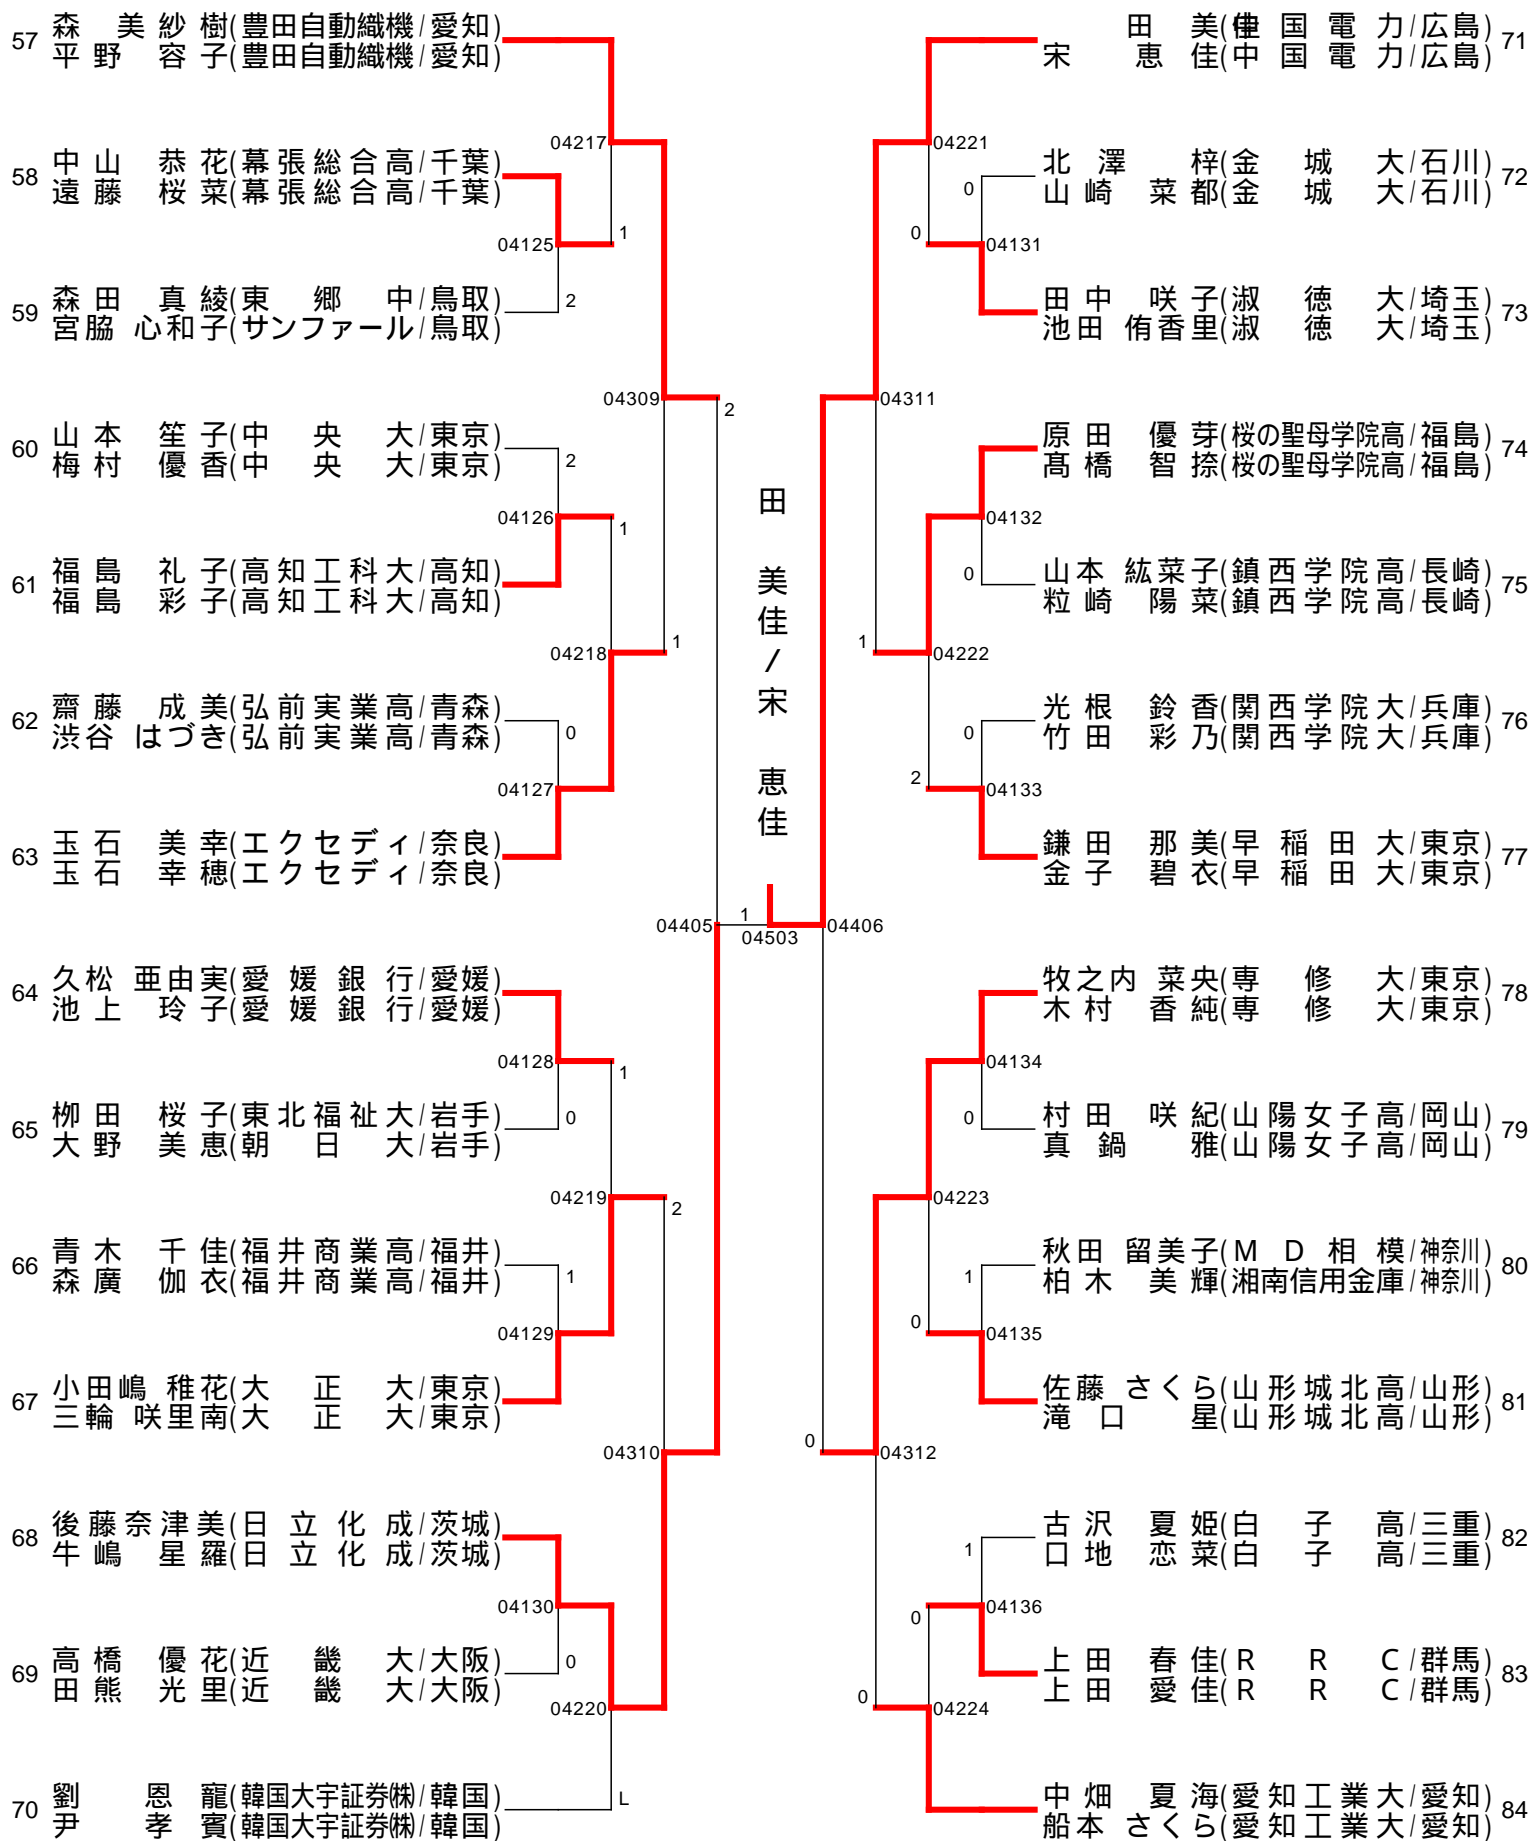 57 森 美紗樹(豊田自動織機/愛知)
平野 容子(豊田自動織機/愛知)
04217
58 中山 恭花(幕張総合高/千葉)
遠藤 桜菜(幕張総合高/千葉)
04125 1
59 森田 真綾(東郷中/鳥取) 2
宮脇 心和子(サンファール/鳥取)
04309 2
60 山本 笙子(中央大/東京) 2
梅村 優香(中央大/東京)
04126 1
61 福島 礼子(高知工科大/高知)
福島 彩子(高知工科大/高知)
04218 1
62 齋藤 成美(弘前実業高/青森) 0
渋谷 はづき(弘前実業高/青森)
04127
63 玉石 美幸(エクセディ/奈良)
玉石 幸穂(エクセディ/奈良)
04405 1
64 久松 亜由実(愛媛銀行/愛媛)
池上 玲子(愛媛銀行/愛媛)
04128 1
65 栁田 桜子(東北福祉大/岩手) 0
大野 美恵(朝日大/岩手)
04219 2
66 青木 千佳(福井商業高/福井) 1
森廣 伽衣(福井商業高/福井)
04129
67 小田嶋 稚花(大正大/東京)
三輪 咲里南(大正大/東京)
04310
68 後藤奈津美(日立化成/茨城)
牛嶋 星羅(日立化成/茨城)
04130
69 高橋 優花(近畿大/大阪) 0
田熊 光里(近畿大/大阪)
04220
70 劉 恩寵(韓国大宇証券㈱/韓国) L
尹 孝賓(韓国大宇証券㈱/韓国)
田 美佳/宋 恵佳
04503
田 美(中国電力/広島) 71
宋 恵佳(中国電力/広島)
04221
北澤 梓(金城大/石川) 72
0
山崎 菜都(金城大/石川)
0 04131
田中 咲子(淑徳大/埼玉) 73
池田 侑香里(淑徳大/埼玉)
04311
原田 優芽(桜の聖母学院高/福島) 74
髙橋 智捺(桜の聖母学院高/福島)
04132
0 山本 紘菜子(鎮西学院高/長崎) 75
粒崎 陽菜(鎮西学院高/長崎)
1 04222
光根 鈴香(関西学院大/兵庫) 76
0 竹田 彩乃(関西学院大/兵庫)
2 04133
鎌田 那美(早稲田大/東京) 77
金子 碧衣(早稲田大/東京)
04406
牧之内 菜央(専修大/東京) 78
木村 香純(専修大/東京)
04134
0 村田 咲紀(山陽女子高/岡山) 79
真鍋 雅(山陽女子高/岡山)
04223
秋田 留美子(MD相模/神奈川) 80
1 柏木 美輝(湘南信用金庫/神奈川)
0 04135
佐藤 さくら(山形城北高/山形) 81
滝口 星(山形城北高/山形)
0 04312
古沢 夏姫(白子高/三重) 82
1 口地 恋菜(白子高/三重)
0 04136
上田 春佳(RRC/群馬) 83
上田 愛佳(RRC/群馬)
0 04224
中畑 夏海(愛知工業大/愛知) 84
船本 さくら(愛知工業大/愛知)